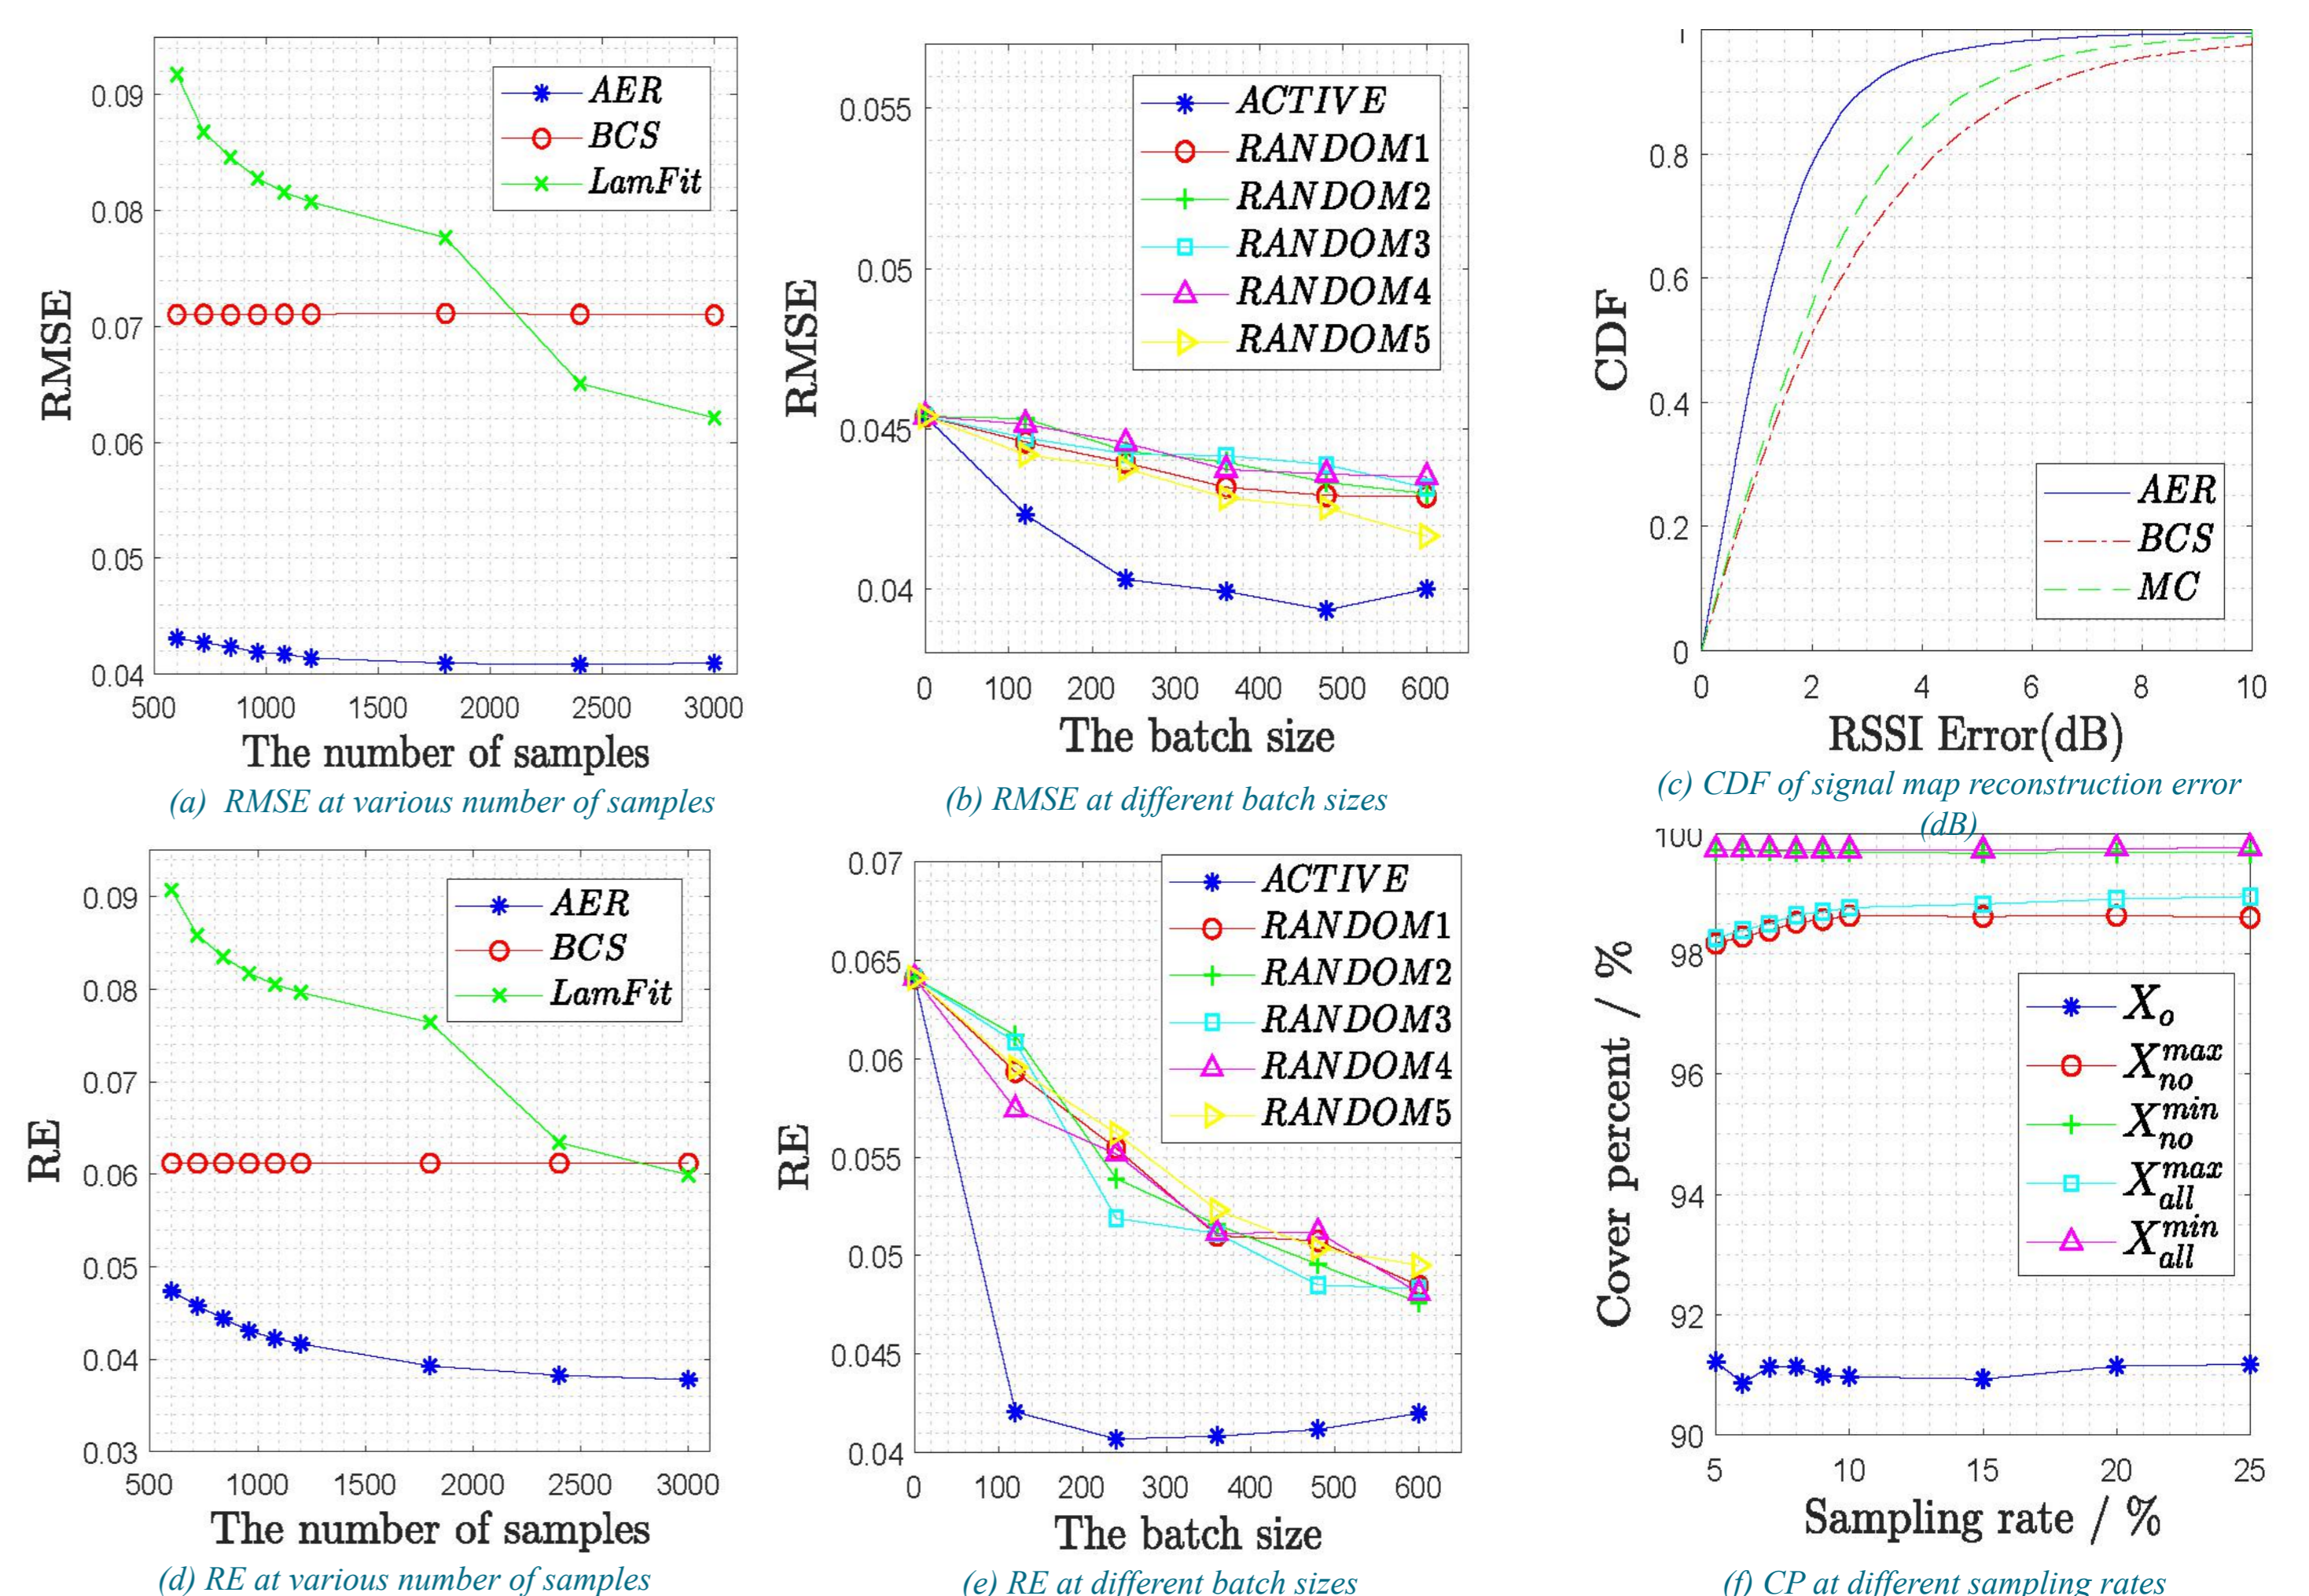 0.09
0.08
0.07
0.06
0.05
0.04
500 1000 1500 2000 2500 3000
RMSE
The number of samples
AER
BCS
LamFit
(a) RMSE at various number of samples
0.055
0.05
0.045
0.04
0 100 200 300 400 500 600
RMSE
The batch size
ACTIVE
RANDOM1
RANDOM2
RANDOM3
RANDOM4
RANDOM5
(b) RMSE at different batch sizes
1
0.8
0.6
0.4
0.2
0
0 2 4 6 8 10
CDF
RSSI Error(dB)
AER
BCS
MC
(c) CDF of signal map reconstruction error
(dB)
0.09
0.08
0.07
0.06
0.05
0.04
0.03
500 1000 1500 2000 2500 3000
RE
The number of samples
AER
BCS
LamFit
(d) RE at various number of samples
0.07
0.065
0.06
0.055
0.05
0.045
0.04
0 100 200 300 400 500 600
RE
The batch size
ACTIVE
RANDOM1
RANDOM2
RANDOM3
RANDOM4
RANDOM5
(e) RE at different batch sizes
100
98
96
94
92
90
5 10 15 20 25
Cover percent / %
Sampling rate / %
X_o
X_no^max
X_no^min
X_all^max
X_all^min
(f) CP at different sampling rates